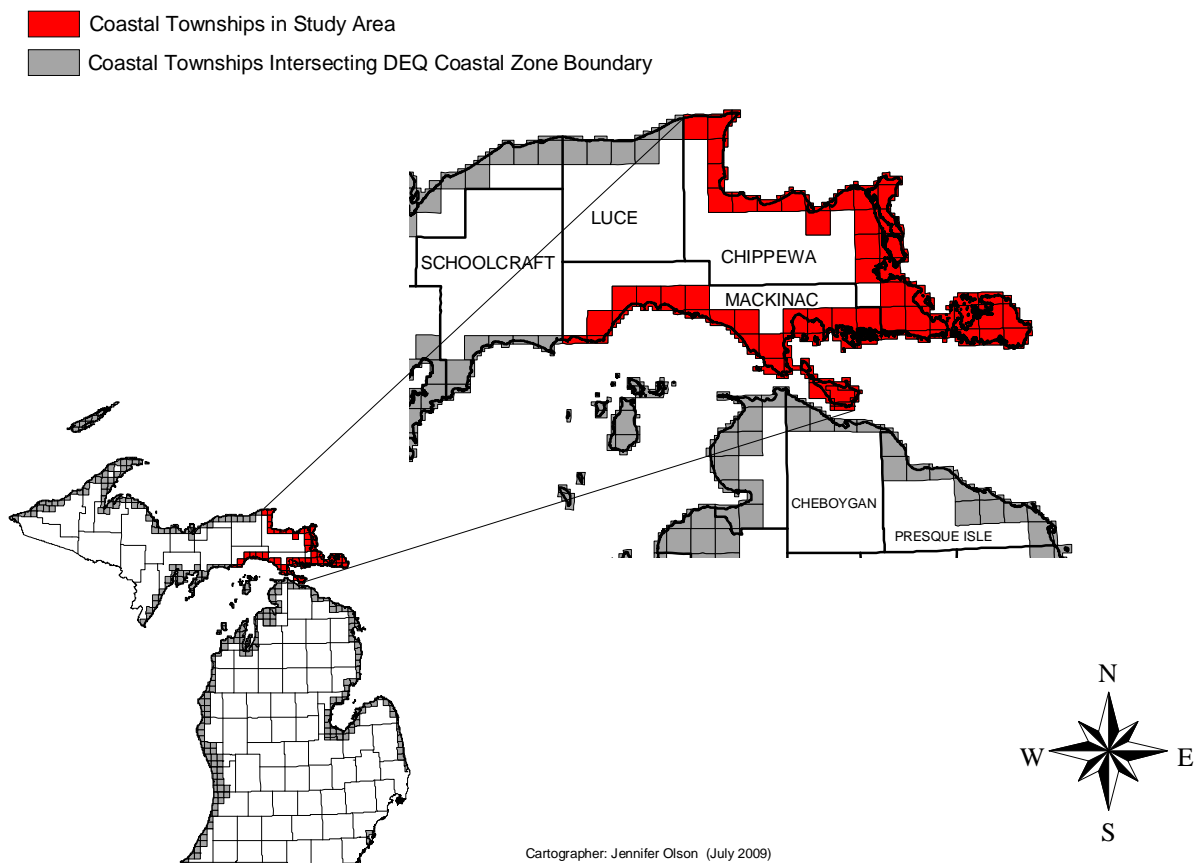 Coastal Townships in Study Area
Coastal Townships Intersecting DEQ Coastal Zone Boundary
LUCE
SCHOOLCRAFT
CHIPPEWA
MACKINAC
CHEBOYGAN
PRESQUE ISLE
N
W
E
S
Cartographer: Jennifer Olson (July 2009)